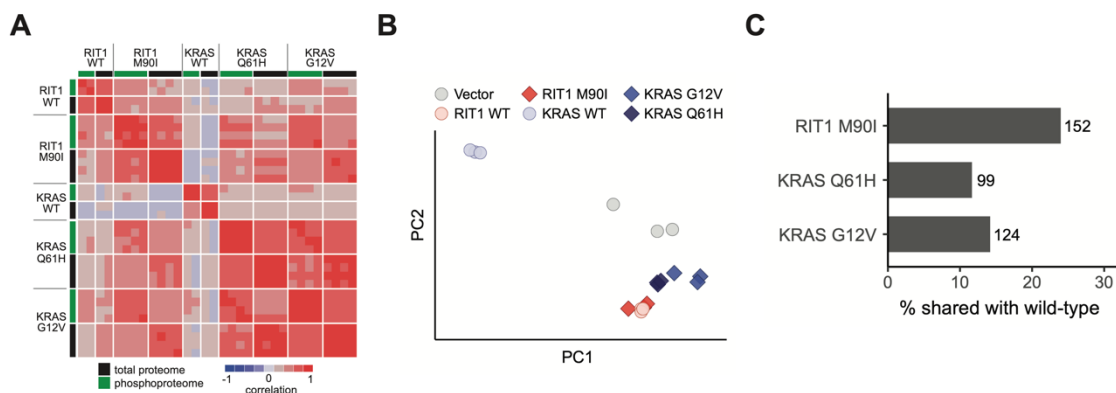 A
RIT1 WT
RIT1 M90I
KRAS WT
KRAS Q61H
KRAS G12V
RIT1 WT
RIT1 M90I
KRAS WT
KRAS Q61H
KRAS G12V
total proteome
phosphoproteome
-1 0 1
correlation
B
Vector RIT1 M90I KRAS G12V
RIT1 WT KRAS WT KRAS Q61H
PC2
PC1
C
RIT1 M90I 152
KRAS Q61H 99
KRAS G12V 124
0 10 20 30
% shared with wild-type